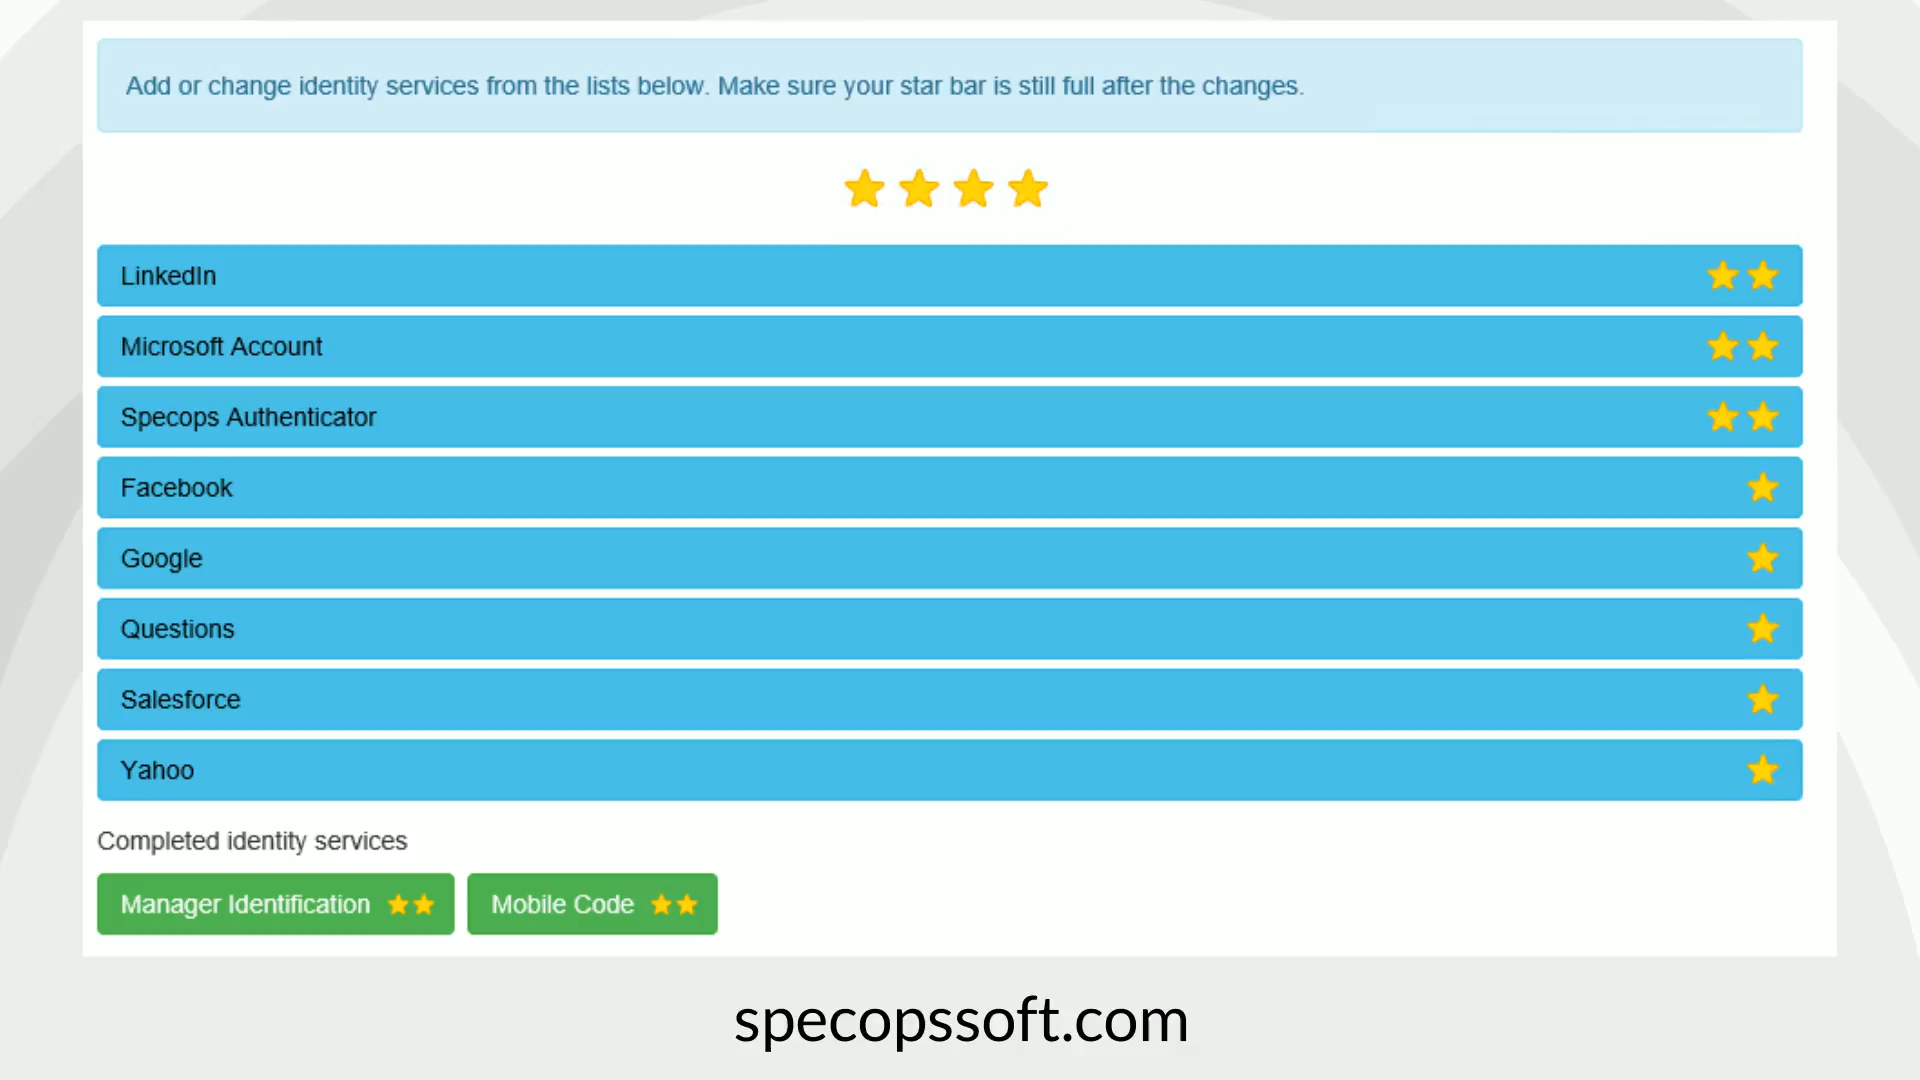 Add or change identity services from the lists below. Make sure your star bar is still full after the changes.
LinkedIn
Microsoft Account
Specops Authenticator
Facebook
Google
Questions
Salesforce
Yahoo
Completed identity services
Manager Identification
Mobile Code
specopssoft.com